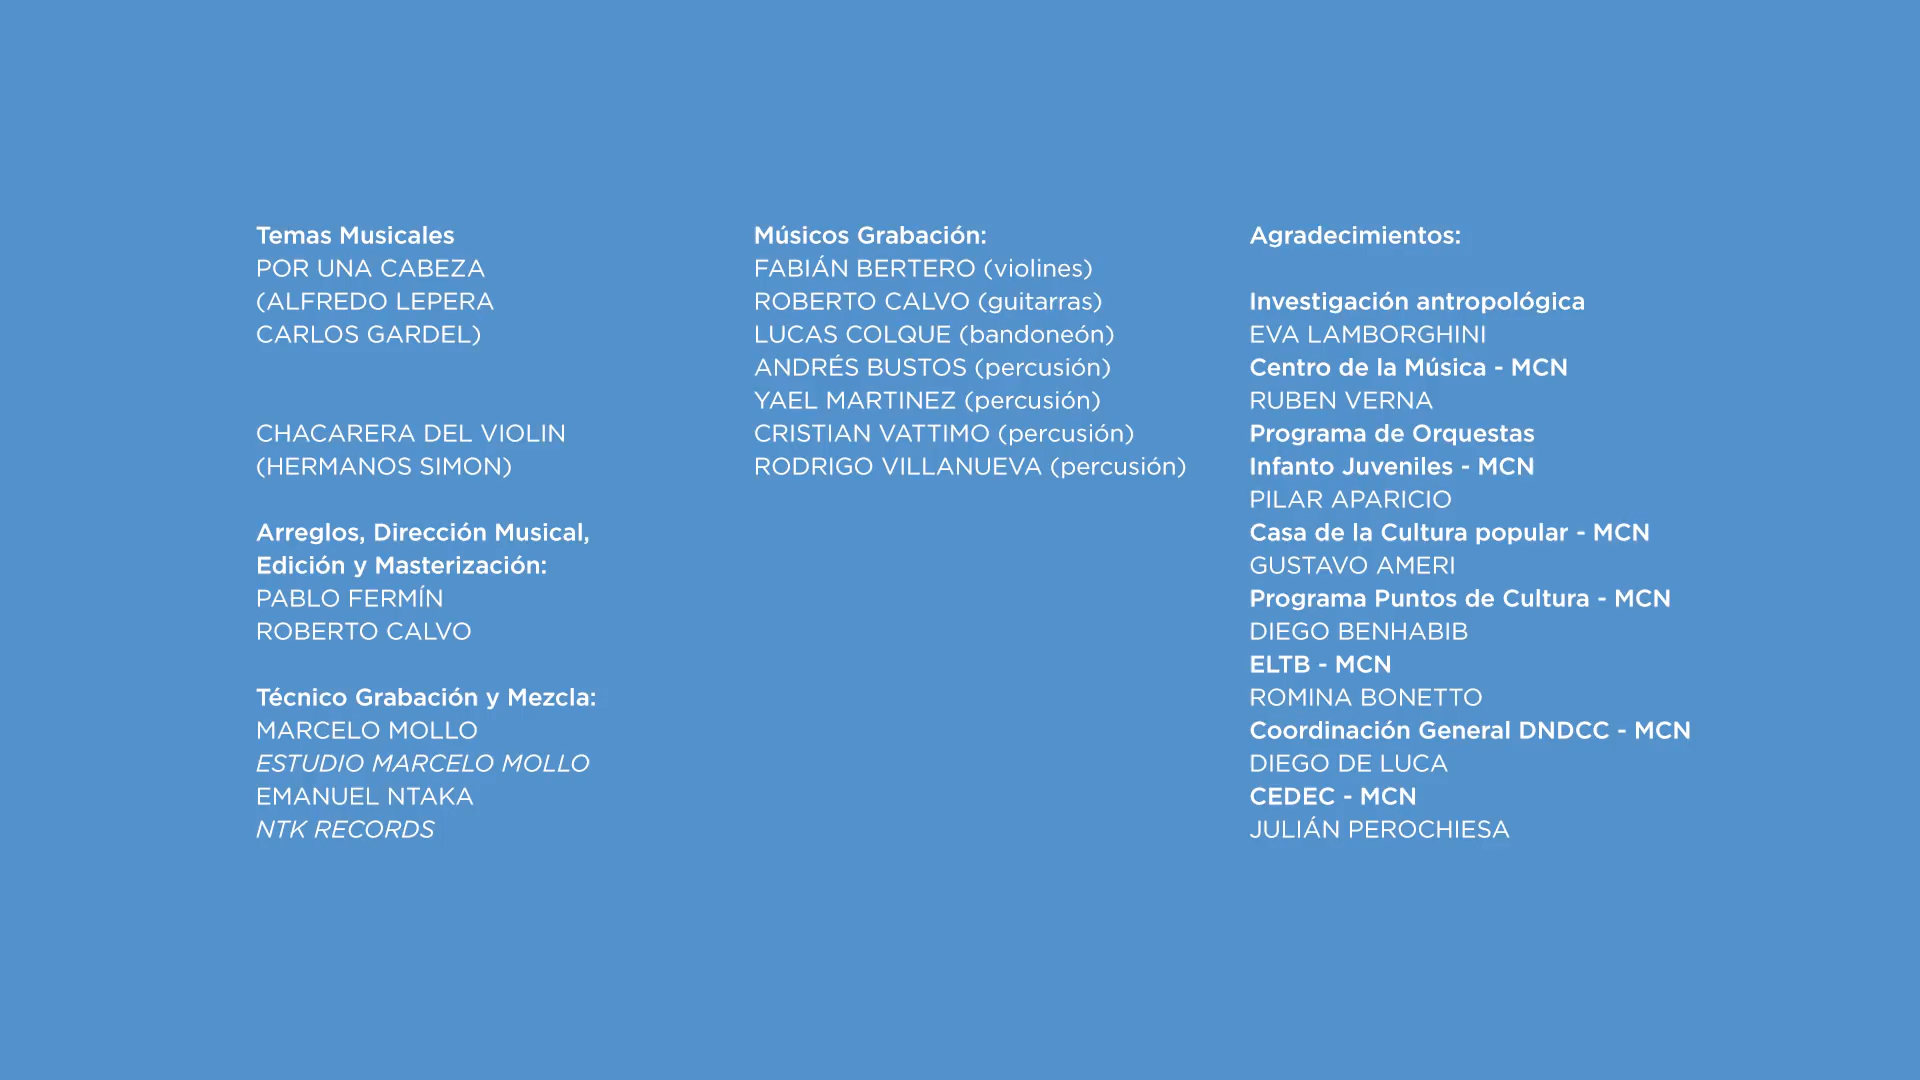 Temas Musicales
POR UNA CABEZA
(ALFREDO LEPERA
CARLOS GARDEL)
CHACARERA DEL VIOLIN
(HERMANOS SIMON)
Arreglos, Dirección Musical,
Edición y Masterización:
PABLO FERMÍN
ROBERTO CALVO
Técnico Grabación y Mezcla:
MARCELO MOLLO
ESTUDIO MARCELO MOLLO
EMANUEL NTAKA
NTK RECORDS
Músicos Grabación:
FABIÁN BERTERO (violines)
ROBERTO CALVO (guitarras)
LUCAS COLQUE (bandoneón)
ANDRÉS BUSTOS (percusión)
YAEL MARTINEZ (percusión)
CRISTIAN VATTIMO (percusión)
RODRIGO VILLANUEVA (percusión)
Agradecimientos:
Investigación antropológica
EVA LAMBORGHINI
Centro de la Música - MCN
RUBEN VERNA
Programa de Orquestas
Infanto Juveniles - MCN
PILAR APARICIO
Casa de la Cultura popular - MCN
GUSTAVO AMERI
Programa Puntos de Cultura - MCN
DIEGO BENHABIB
ELTB - MCN
ROMINA BONETTO
Coordinación General DNDCC - MCN
DIEGO DE LUCA
CEDEC - MCN
JULIÁN PEROCHIESA